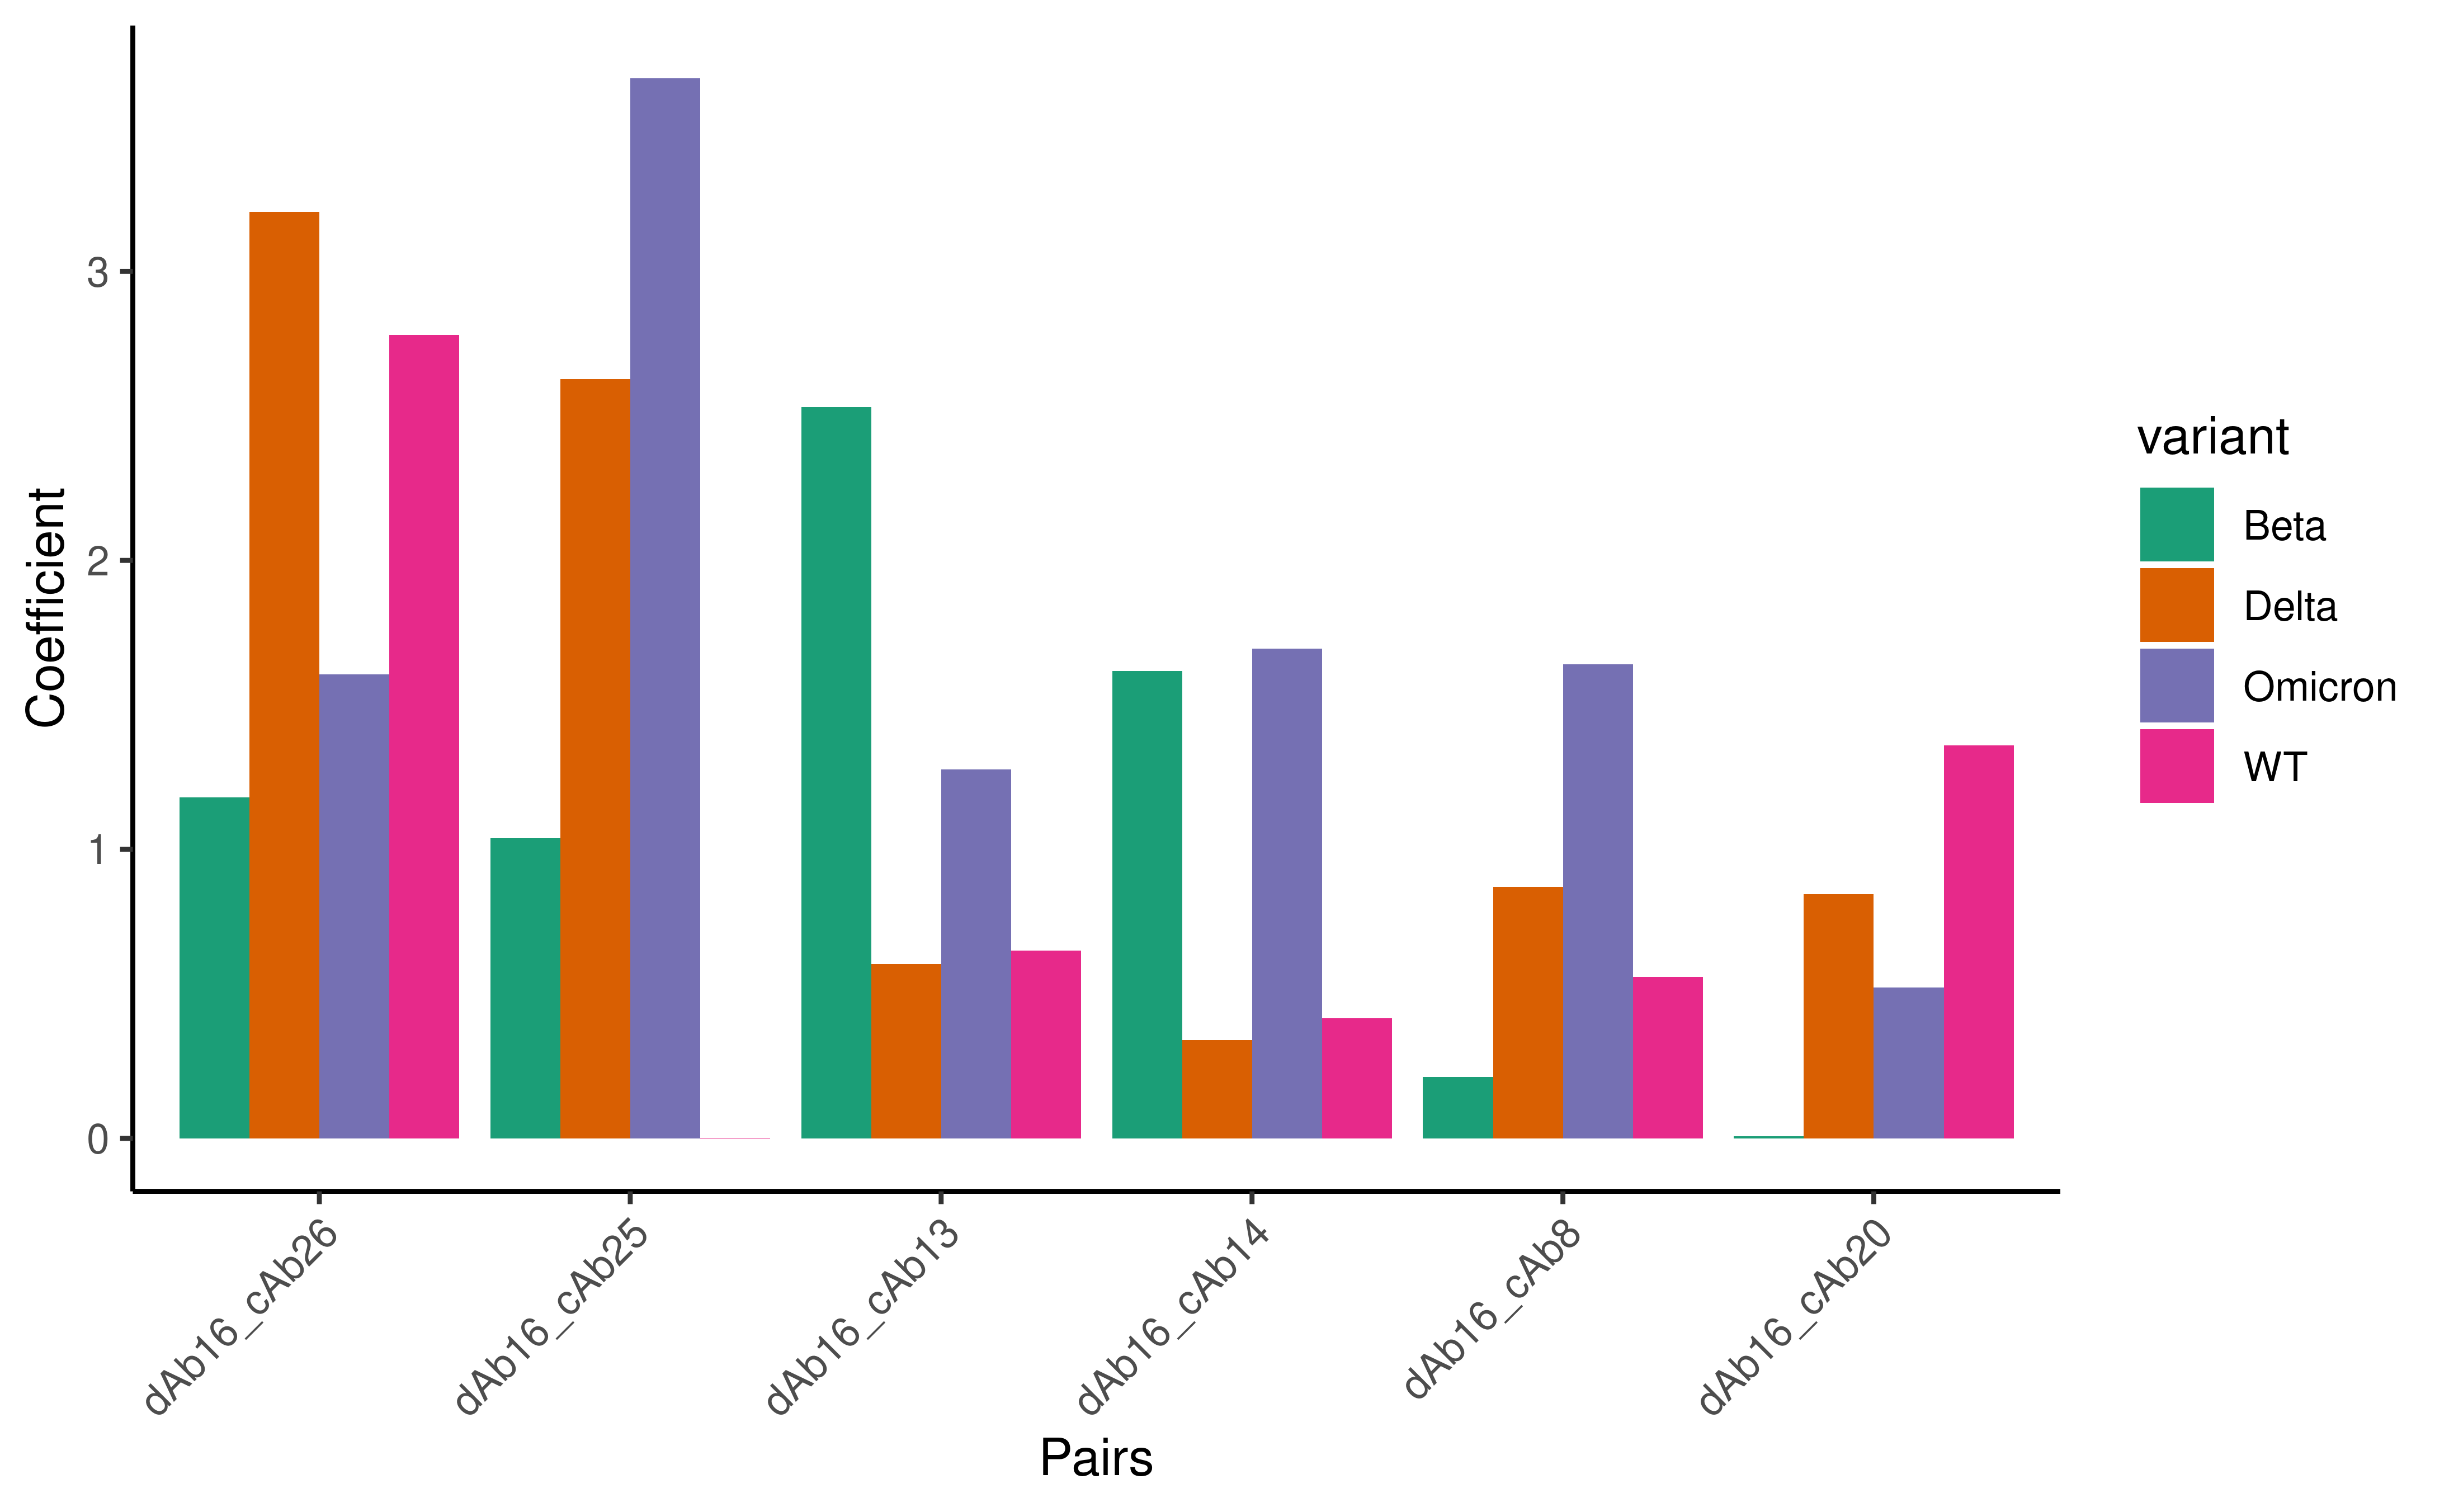 Coefficient
3
2
1
0
dAb16_cAb26
dAb16_cAb25
dAb16_cAb13
dAb16_cAb14
dAb16_cAb8
dAb16_cAb20
Pairs
variant
Beta
Delta
Omicron
WT